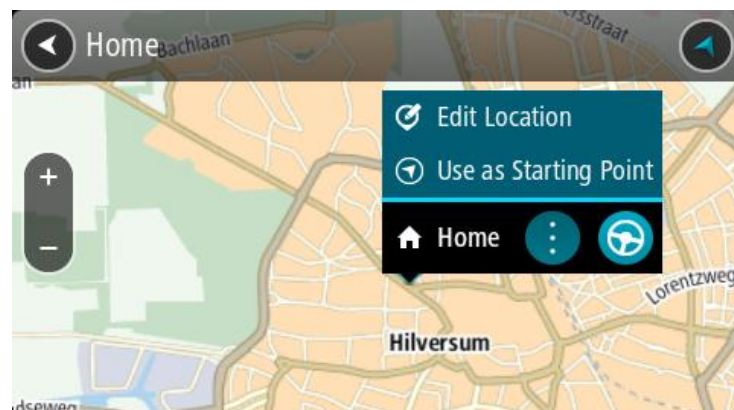 Home
Bachlaan
Edit Location
Use as Starting Point
Home
Lorentzweg
Hilversum